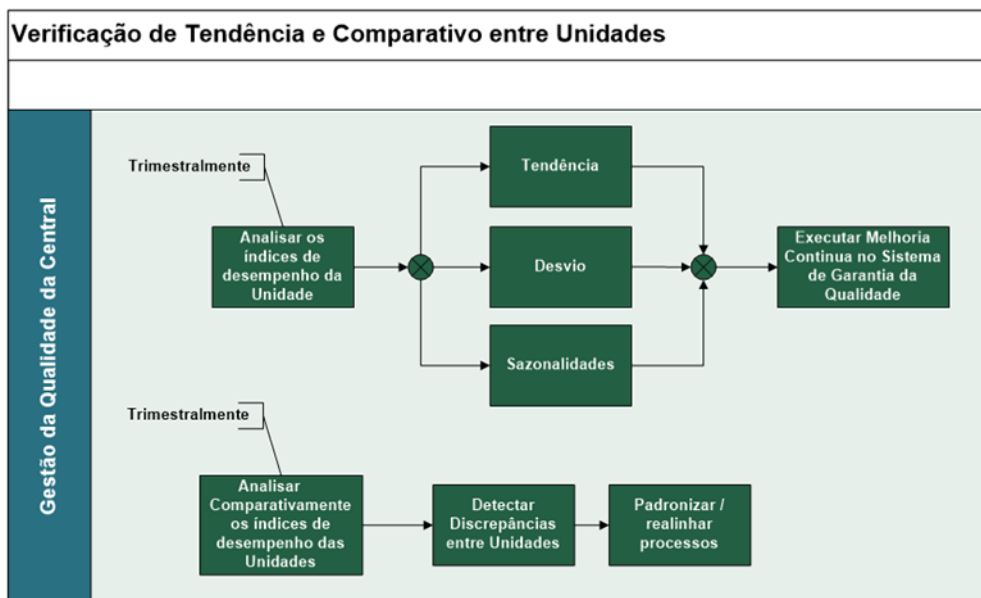 Verificação de Tendência e Comparativo entre Unidades
Gestão da Qualidade da Central
Trimestralmente
Analisar os
índices de
desempenho da
Unidade
Tendência
Desvio
Sazonalidades
Executar Melhoria
Continua no Sistema
de Garantia da
Qualidade
Trimestralmente
Analisar
Comparativamente
os índices de
desempenho das
Unidades
Detectar
Discrepâncias
entre Unidades
Padronizar /
realinhar
processos